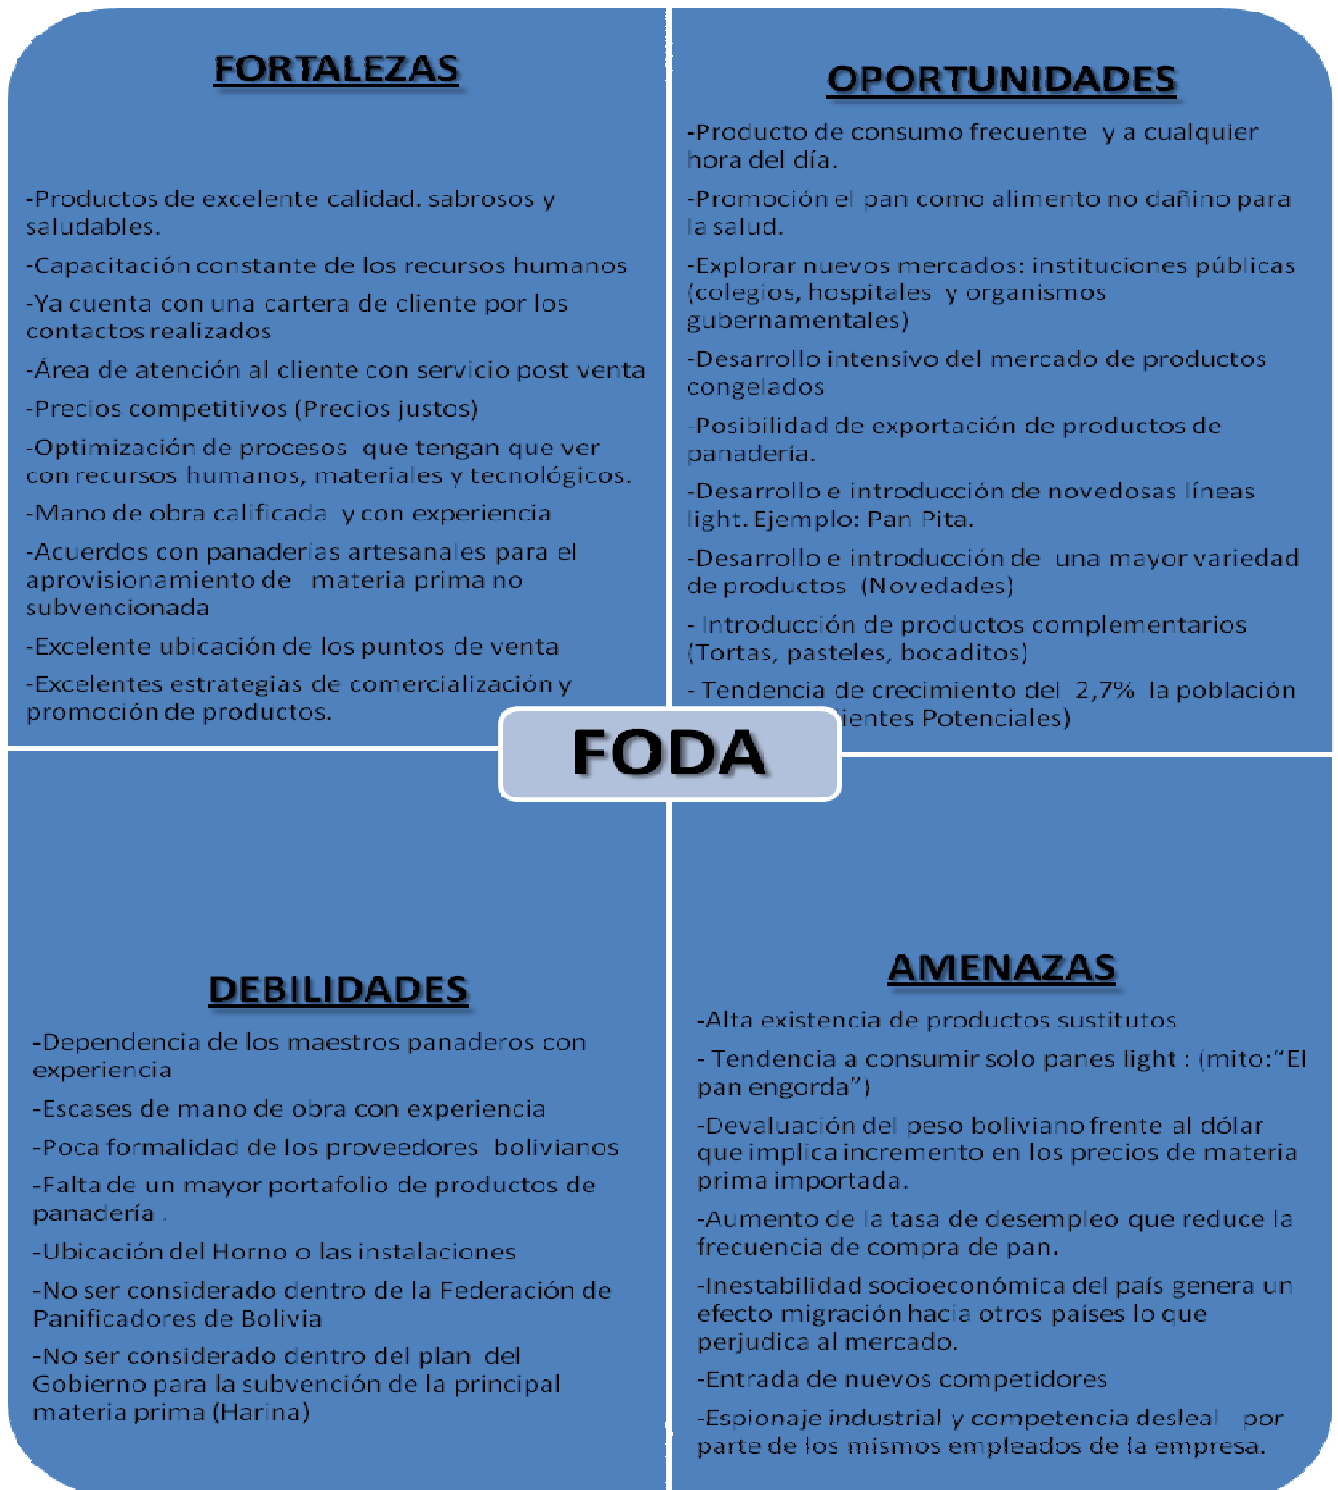 FORTALEZAS
-Productos de excelente calidad. sabrosos y
saludables.
-Capacitación constante de los recursos humanos
-Ya cuenta con una cartera de cliente por los
contactos realizados
-Área de atención al cliente con servicio post venta
-Precios competitivos (Precios justos)
-Optimización de procesos que tengan que ver
con recursos humanos, materiales y tecnológicos.
-Mano de obra calificada y con experiencia
-Acuerdos con panaderías artesanales para el
aprovisionamiento de materia prima no
subvencionada
-Excelente ubicación de los puntos de venta
-Excelentes estrategias de comercialización y
promoción de productos.
OPORTUNIDADES
-Producto de consumo frecuente y a cualquier
hora del día.
-Promoción el pan como alimento no dañino para
la salud.
-Explorar nuevos mercados: instituciones públicas
(colegios, hospitales y organismos
gubernamentales)
-Desarrollo intensivo del mercado de productos
congelados
-Posibilidad de exportación de productos de
panadería.
-Desarrollo e introducción de novedosas líneas
light. Ejemplo: Pan Pita.
-Desarrollo e introducción de una mayor variedad
de productos (Novedades)
- Introducción de productos complementarios
(Tortas, pasteles, bocaditos)
- Tendencia de crecimiento del 2,7% la población
ientes Potenciales)
FODA
DEBILIDADES
-Dependencia de los maestros panaderos con
experiencia
-Escases de mano de obra con experiencia
-Poca formalidad de los proveedores bolivianos
-Falta de un mayor portafolio de productos de
panadería .
-Ubicación del Horno o las instalaciones
-No ser considerado dentro de la Federación de
Panificadores de Bolivia
-No ser considerado dentro del plan del
Gobierno para la subvención de la principal
materia prima (Harina)
AMENAZAS
-Alta existencia de productos sustitutos
- Tendencia a consumir solo panes light : (mito:“El
pan engorda”)
-Devaluación del peso boliviano frente al dólar
que implica incremento en los precios de materia
prima importada.
-Aumento de la tasa de desempleo que reduce la
frecuencia de compra de pan.
-Inestabilidad socioeconómica del país genera un
efecto migración hacia otros países lo que
perjudica al mercado.
-Entrada de nuevos competidores
-Espionaje industrial y competencia desleal por
parte de los mismos empleados de la empresa.